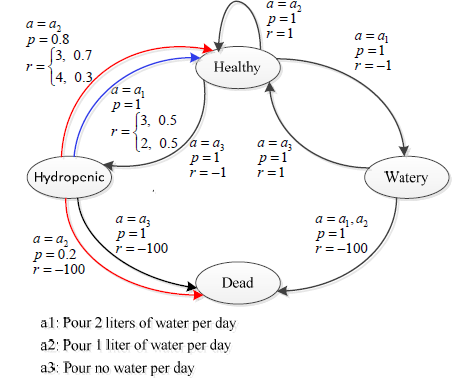 a = a₂
p = 1
r = 1
a = a₂
p = 0.8
r = {3, 0.7
4, 0.3
a = a₁
p = 1
r = −1
Healthy
a = a₁
p = 1
r = {3, 0.5
2, 0.5
a = a₃
p = 1
r = −1
a = a₃
p = 1
r = 1
Hydropenic
Watery
a = a₂
p = 0.2
r = −100
a = a₃
p = 1
r = −100
a = a₁, a₂
p = 1
r = −100
Dead
a1: Pour 2 liters of water per day
a2: Pour 1 liter of water per day
a3: Pour no water per day